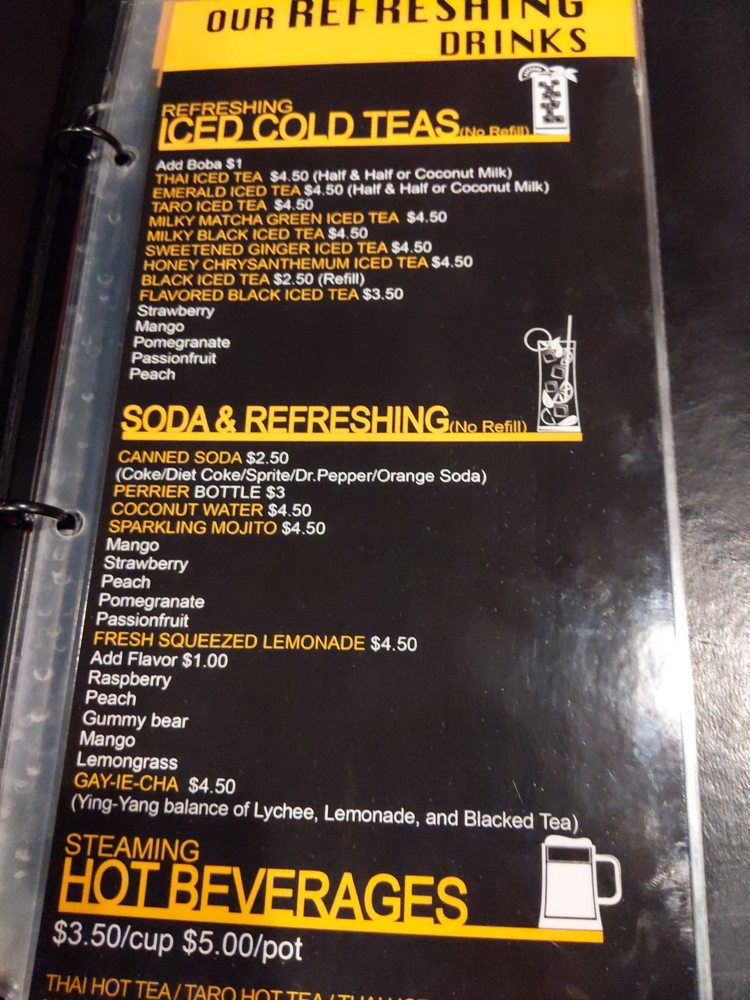 OUR REFRESHING
DRINKS
REFRESHING
ICED COLD TEAS (No Refill)
Add Boba $1
THAI ICED TEA $4.50 (Half & Half or Coconut Milk)
EMERALD ICED TEA $4.50 (Half & Half or Coconut Milk)
TARO ICED TEA $4.50
MILKY MATCHA GREEN ICED TEA $4.50
MILKY BLACK ICED TEA $4.50
SWEETENED GINGER ICED TEA $4.50
HONEY CHRYSANTHEMUM ICED TEA $4.50
BLACK ICED TEA $2.50 (Refill)
FLAVORED BLACK ICED TEA $3.50
Strawberry
Mango
Pomegranate
Passionfruit
Peach
SODA & REFRESHING (No Refill)
CANNED SODA $2.50
(Coke/Diet Coke/Sprite/Dr.Pepper/Orange Soda)
PERRIER BOTTLE $3
COCONUT WATER $4.50
SPARKLING MOJITO $4.50
Mango
Strawberry
Peach
Pomegranate
Passionfruit
FRESH SQUEEZED LEMONADE $4.50
Add Flavor $1.00
Raspberry
Peach
Gummy bear
Mango
Lemongrass
GAY-IE-CHA $4.50
(Ying-Yang balance of Lychee, Lemonade, and Blacked Tea)
STEAMING
HOT BEVERAGES
$3.50/cup $5.00/pot
THAI HOT TEA / TARO HOT TEA / THAI HOT